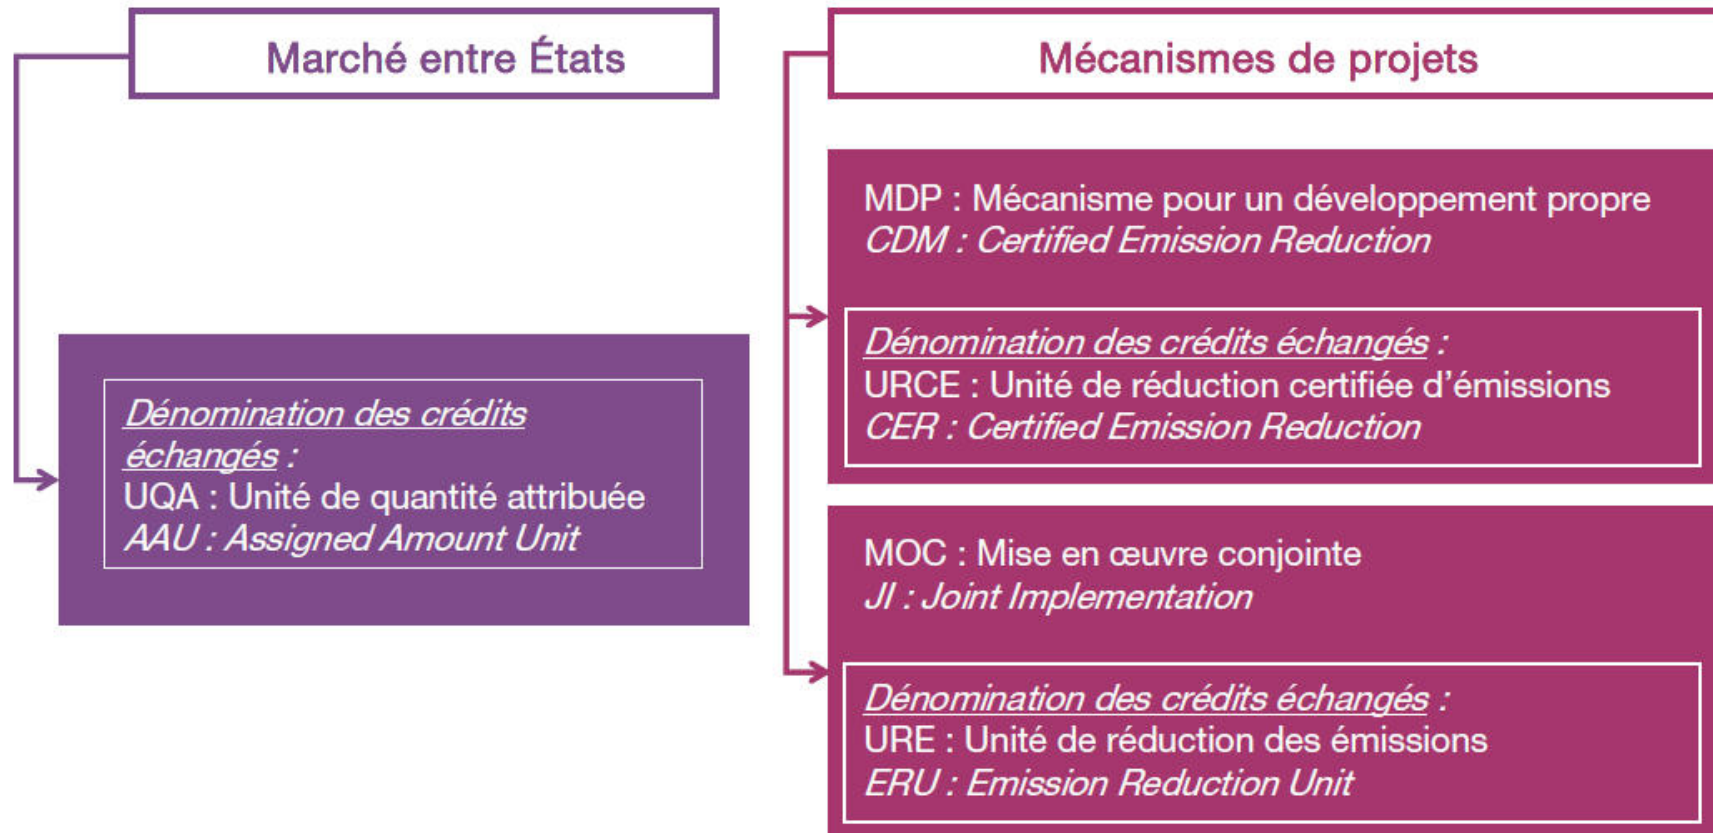 Marché entre États
Dénomination des crédits
échangés :
UQA : Unité de quantité attribuée
AAU : Assigned Amount Unit
Mécanismes de projets
MDP : Mécanisme pour un développement propre
CDM : Certified Emission Reduction
Dénomination des crédits échangés :
URCE : Unité de réduction certifiée d'émissions
CER : Certified Emission Reduction
MOC : Mise en œuvre conjointe
JI : Joint Implementation
Dénomination des crédits échangés :
URE : Unité de réduction des émissions
ERU : Emission Reduction Unit